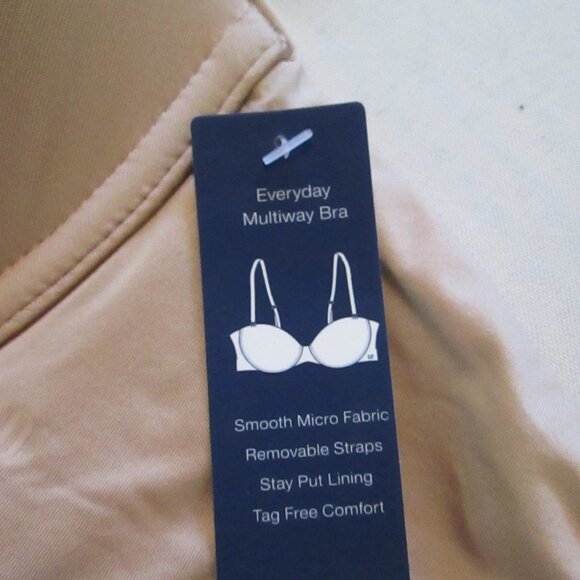 Everyday
Multiway Bra
Smooth Micro Fabric
Removable Straps
Stay Put Lining
Tag Free Comfort